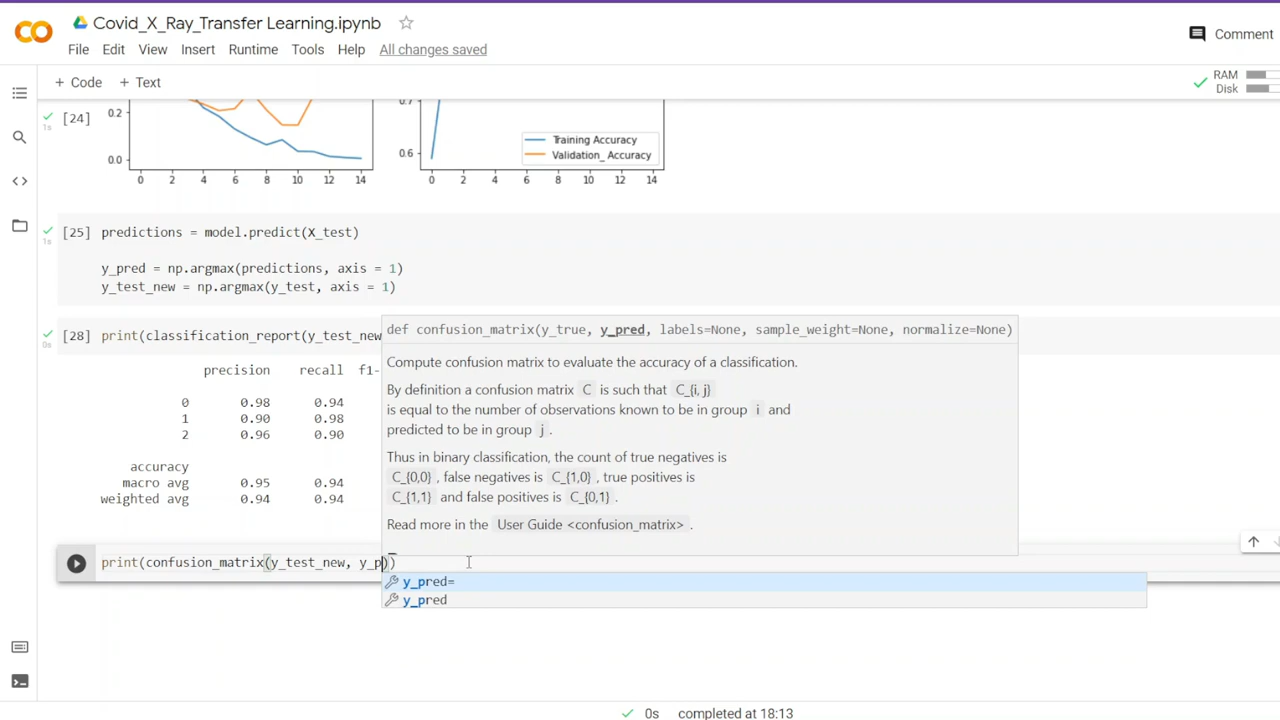 Covid_X_Ray_Transfer Learning.ipynb
Comment
File Edit View Insert Runtime Tools Help All changes saved
+ Code + Text
RAM
Disk
[24]
1s
0.2
0.0
0 2 4 6 8 10 12 14
0.7
0.6
Training Accuracy
Validation_ Accuracy
0 2 4 6 8 10 12 14
[25] predictions = model.predict(X_test)
1s
y_pred = np.argmax(predictions, axis = 1)
y_test_new = np.argmax(y_test, axis = 1)
[28] print(classification_report(y_test_new
0s
precision recall f1-
0 0.98 0.94
1 0.90 0.98
2 0.96 0.90
accuracy
macro avg 0.95 0.94
weighted avg 0.94 0.94
def confusion_matrix(y_true, y_pred, labels=None, sample_weight=None, normalize=None)
Compute confusion matrix to evaluate the accuracy of a classification.
By definition a confusion matrix C is such that C_{i, j}
is equal to the number of observations known to be in group i and
predicted to be in group j.
Thus in binary classification, the count of true negatives is
C_{0,0}, false negatives is C_{1,0}, true positives is
C_{1,1} and false positives is C_{0,1}.
Read more in the User Guide <confusion_matrix>.
print(confusion_matrix(y_test_new, y_p))
y_pred=
y_pred
0s completed at 18:13